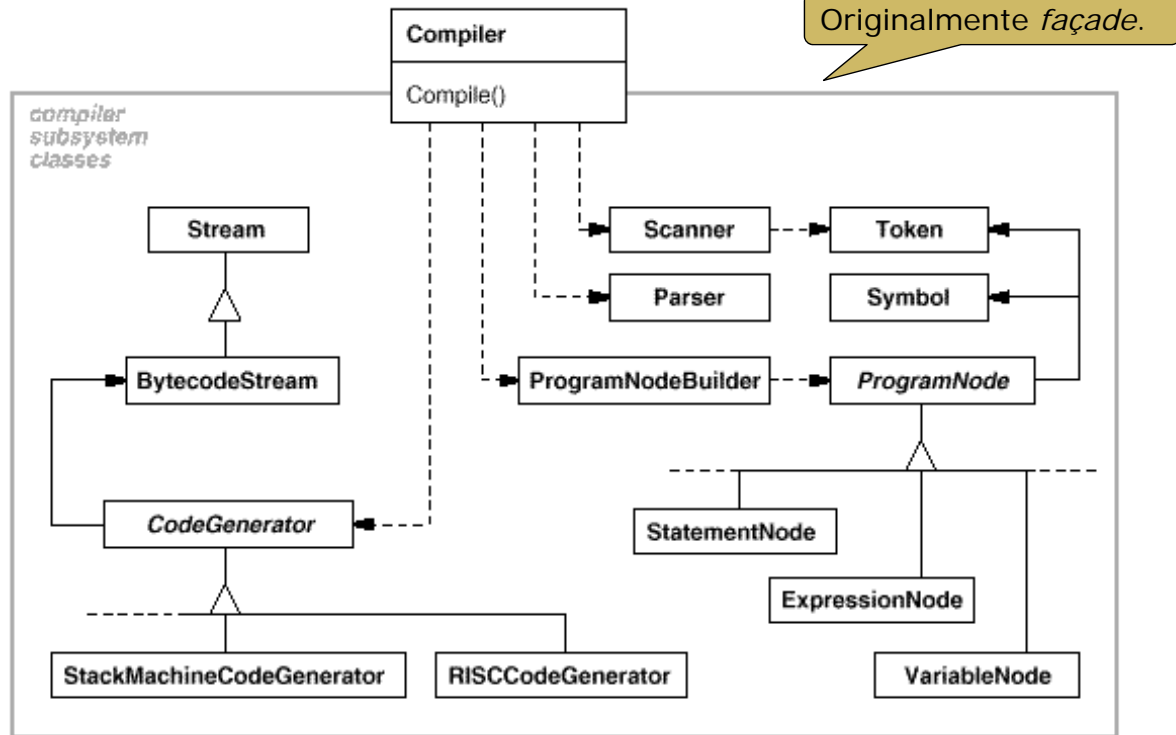 Originalmente façade.
Compiler
Compile()
compiler
subsystem
classes
Stream
Scanner
Token
Parser
Symbol
BytecodeStream
ProgramNodeBuilder
ProgramNode
CodeGenerator
StatementNode
ExpressionNode
StackMachineCodeGenerator
RISCCodeGenerator
VariableNode